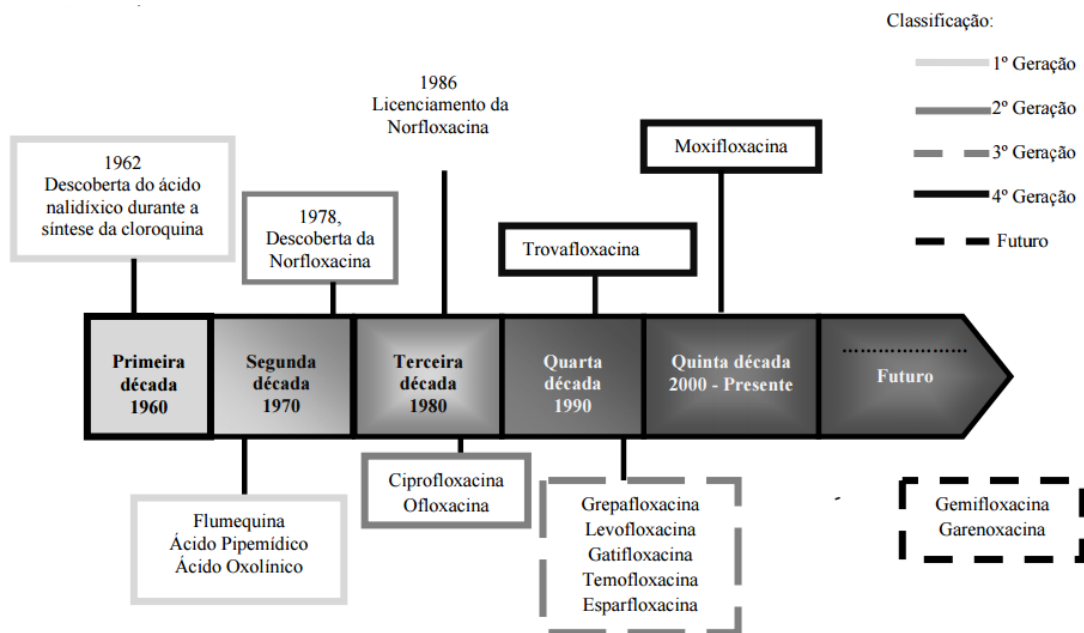 Classificação:
1º Geração
2º Geração
3º Geração
4º Geração
Futuro
1986
Licenciamento da
Norfloxacina
Moxifloxacina
1962
Descoberta do ácido
nalidíxico durante a
síntese da cloroquina
1978,
Descoberta da
Norfloxacina
Trovafloxacina
Primeira
década
1960
Segunda
década
1970
Terceira
década
1980
Quarta
década
1990
Quinta década
2000 - Presente
Futuro
Flumequina
Ácido Pipemídico
Ácido Oxolínico
Ciprofloxacina
Ofloxacina
Grepafloxacina
Levofloxacina
Gatifloxacina
Temofloxacina
Esparfloxacina
Gemifloxacina
Garenoxacina